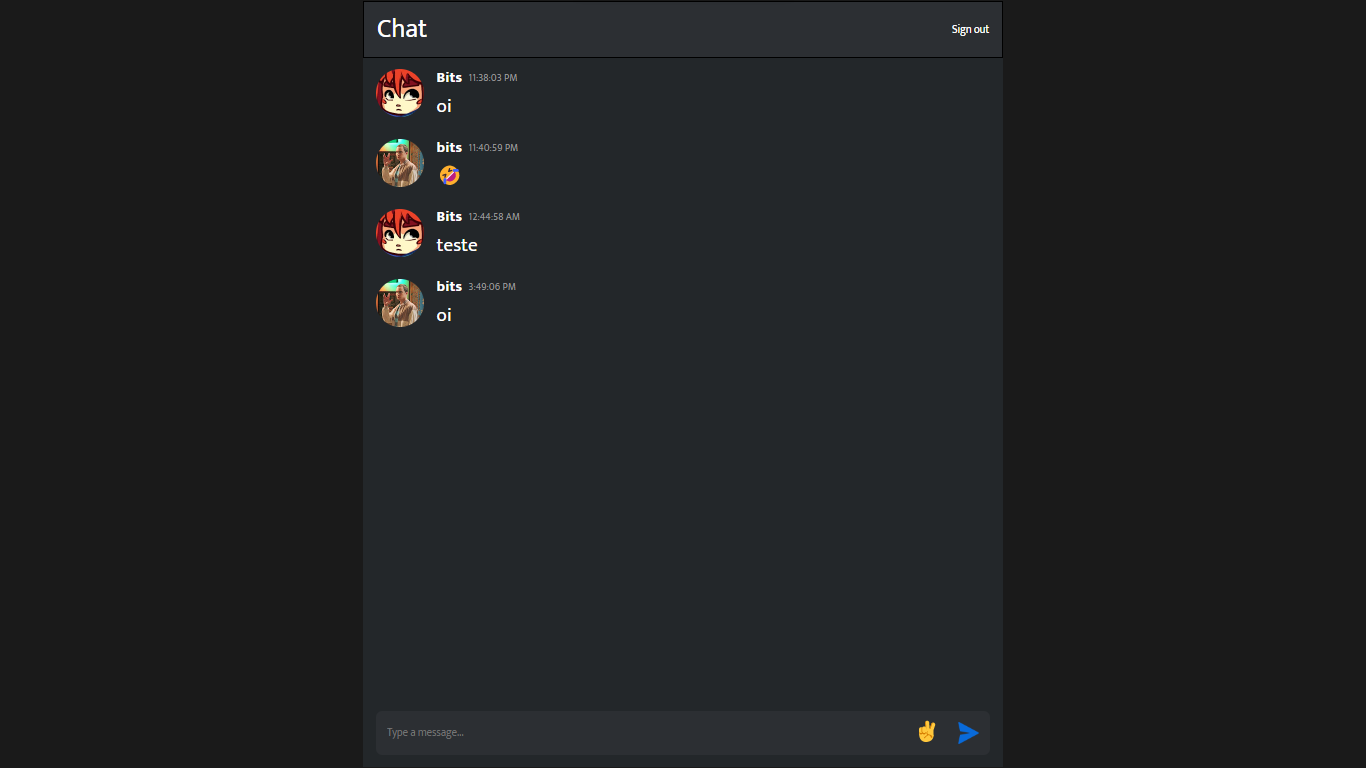 Chat
Sign out
Bits 11:38:03 PM
oi
bits 11:40:59 PM
🤣
Bits 12:44:58 AM
teste
bits 3:49:06 PM
oi
Type a message...